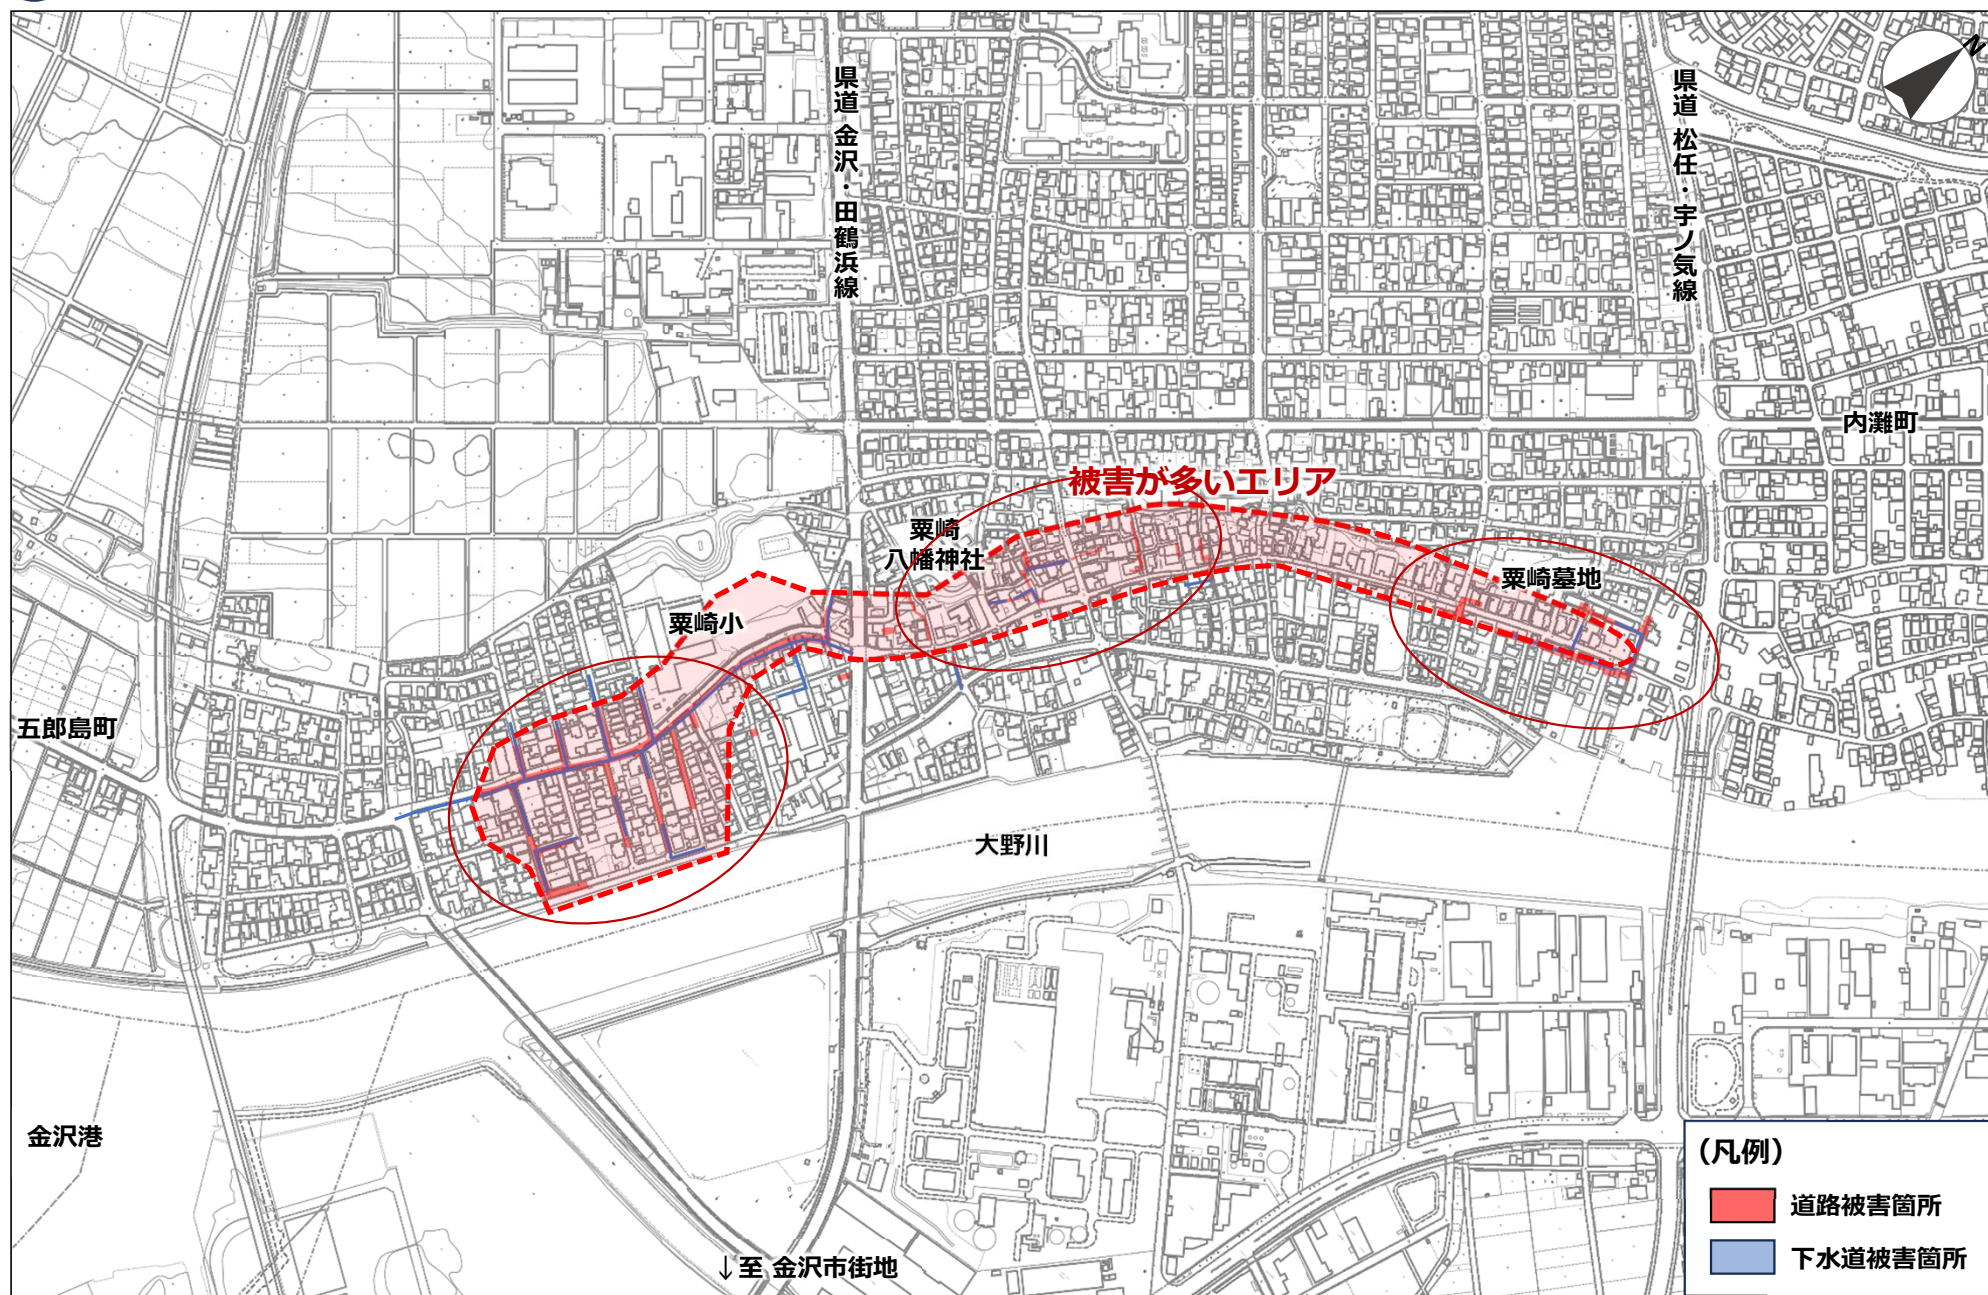 県道 金沢・田鶴浜線
県道 松任・宇ノ気線
N
内灘町
被害が多いエリア
粟崎
八幡神社
粟崎墓地
粟崎小
五郎島町
大野川
金沢港
↓至 金沢市街地
(凡例)
道路被害箇所
下水道被害箇所